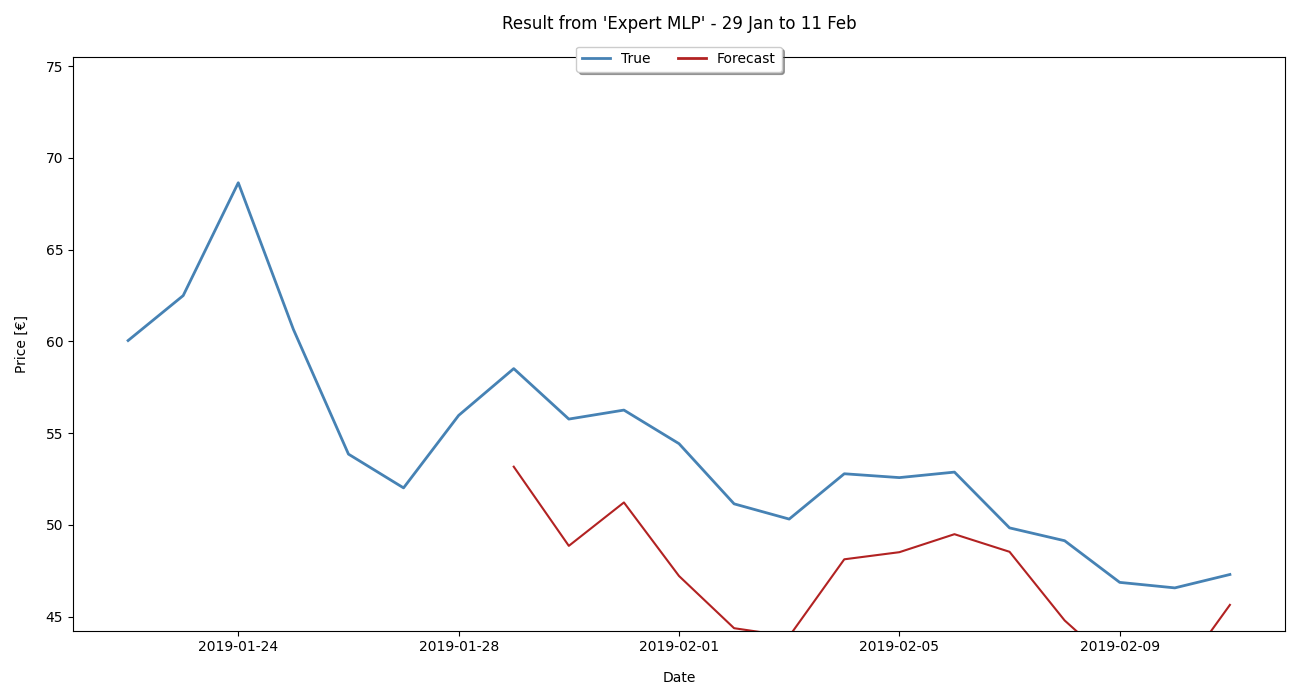 Result from 'Expert MLP' - 29 Jan to 11 Feb
True Forecast
75
70
65
60
55
50
45
Price [€]
2019-01-24 2019-01-28 2019-02-01 2019-02-05 2019-02-09
Date